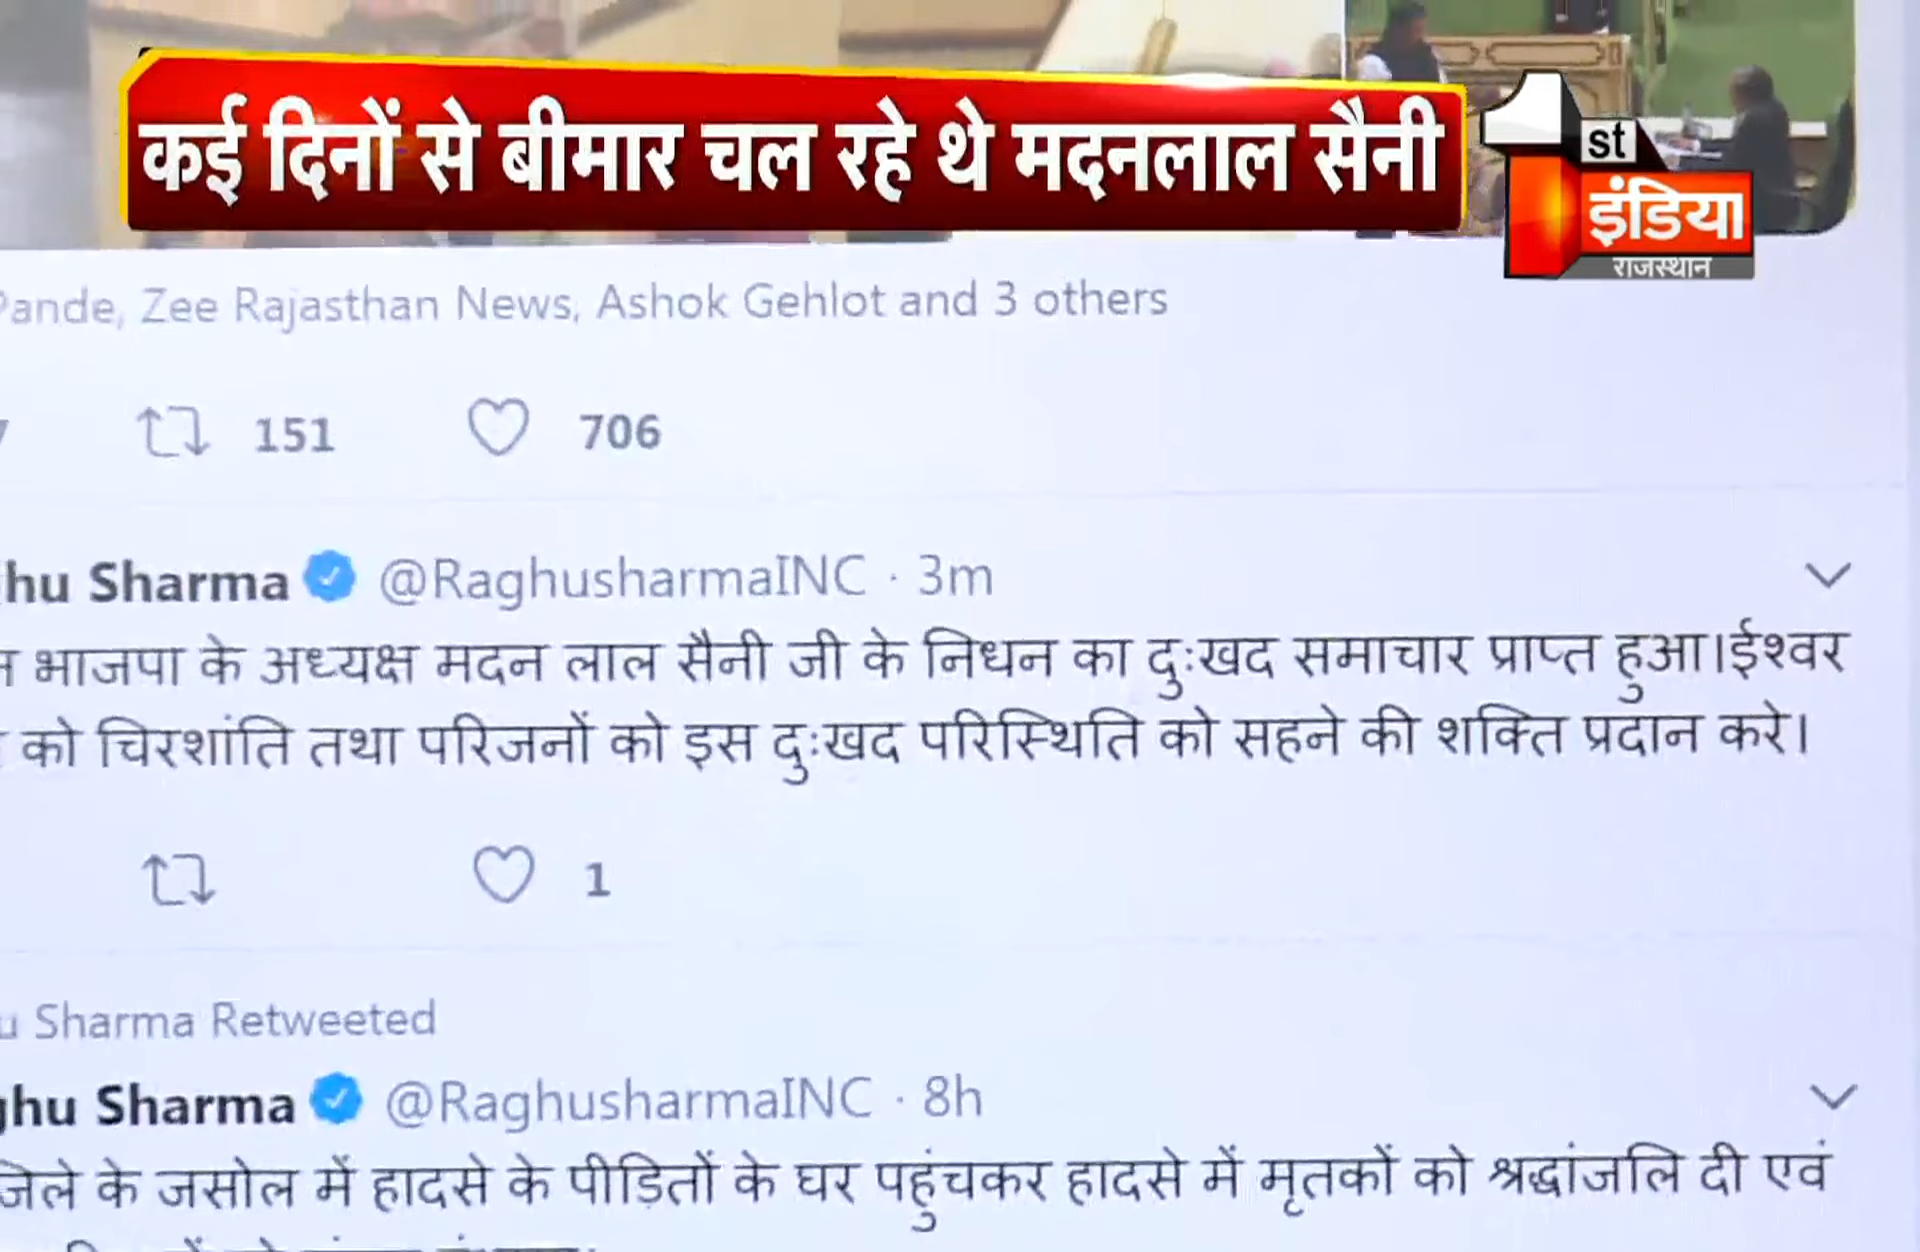 कई दिनों से बीमार चल रहे थे मदनलाल सैनी
1st
इंडिया
राजस्थान
Pande, Zee Rajasthan News, Ashok Gehlot and 3 others
151 706
hu Sharma @RaghusharmaINC · 3m
भाजपा के अध्यक्ष मदन लाल सैनी जी के निधन का दुःखद समाचार प्राप्त हुआ।ईश्वर
को चिरशांति तथा परिजनों को इस दुःखद परिस्थिति को सहने की शक्ति प्रदान करे।
1
u Sharma Retweeted
ghu Sharma @RaghusharmaINC · 8h
जिले के जसोल में हादसे के पीड़ितों के घर पहुंचकर हादसे में मृतकों को श्रद्धांजलि दी एवं